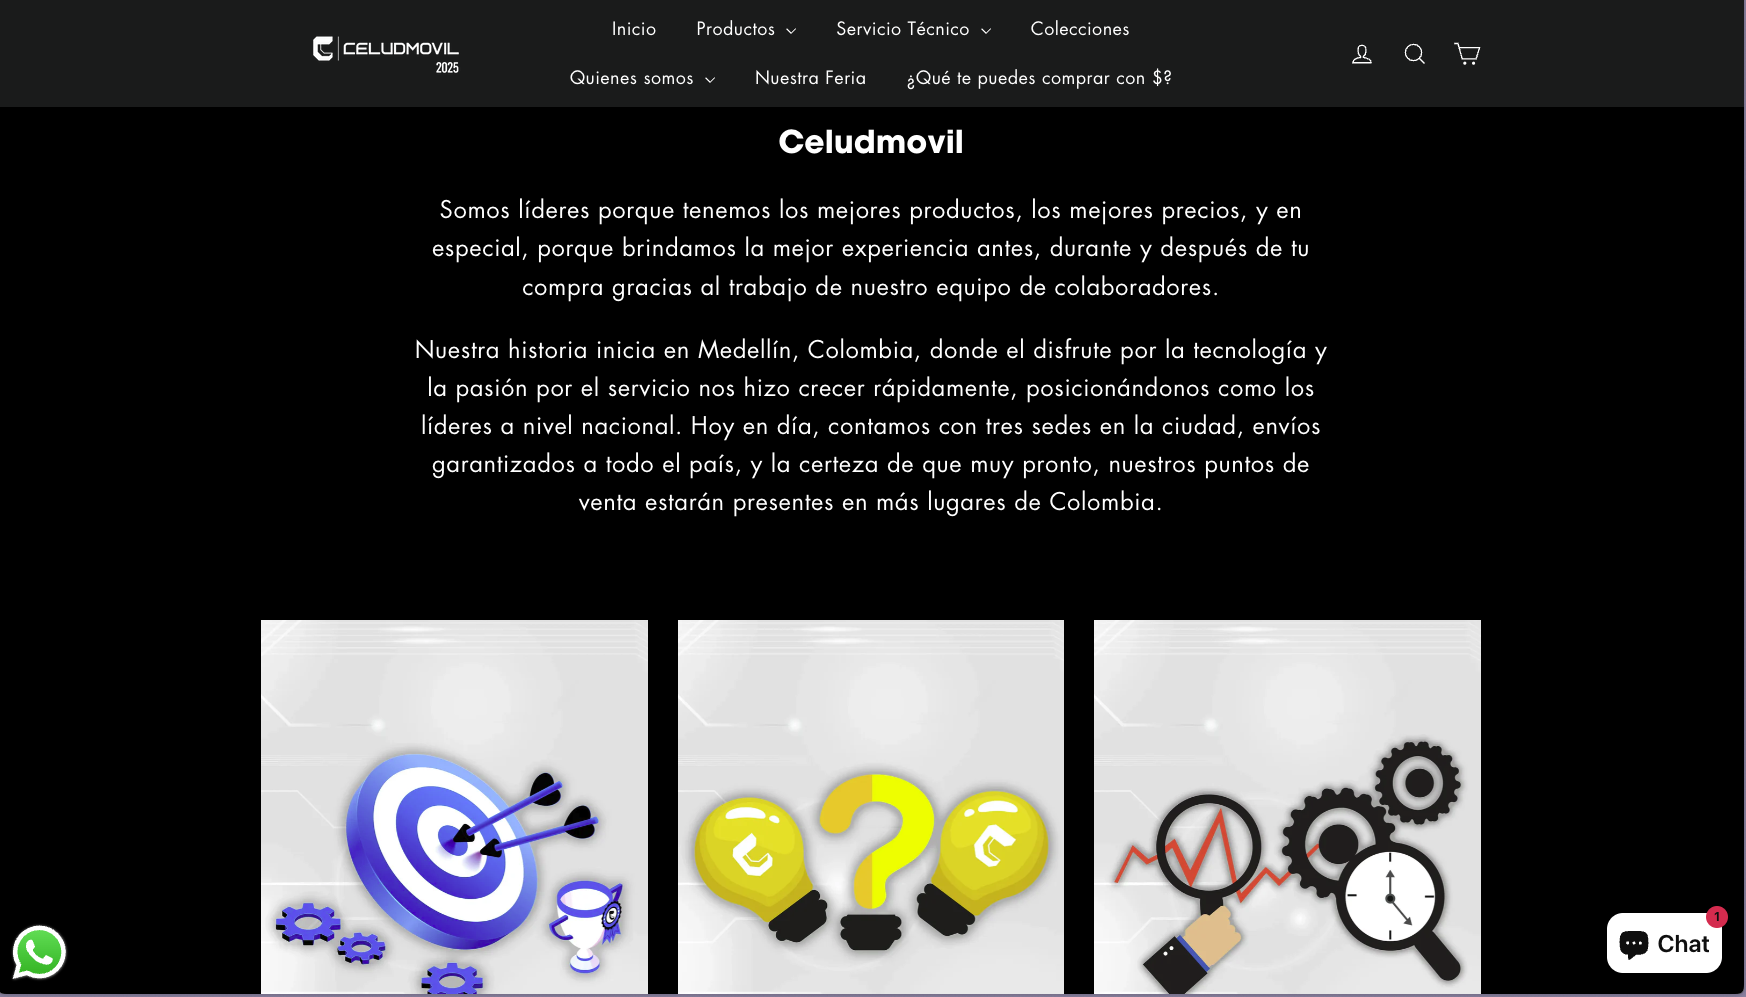 Inicio
Productos
Servicio Técnico
Colecciones
CELUDMOVIL
2025
Quienes somos
Nuestra Feria
¿Qué te puedes comprar con $?
Celudmovil
Somos líderes porque tenemos los mejores productos, los mejores precios, y en
especial, porque brindamos la mejor experiencia antes, durante y después de tu
compra gracias al trabajo de nuestro equipo de colaboradores.
Nuestra historia inicia en Medellín, Colombia, donde el disfrute por la tecnología y
la pasión por el servicio nos hizo crecer rápidamente, posicionándonos como los
líderes a nivel nacional. Hoy en día, contamos con tres sedes en la ciudad, envíos
garantizados a todo el país, y la certeza de que muy pronto, nuestros puntos de
venta estarán presentes en más lugares de Colombia.
?
1
Chat